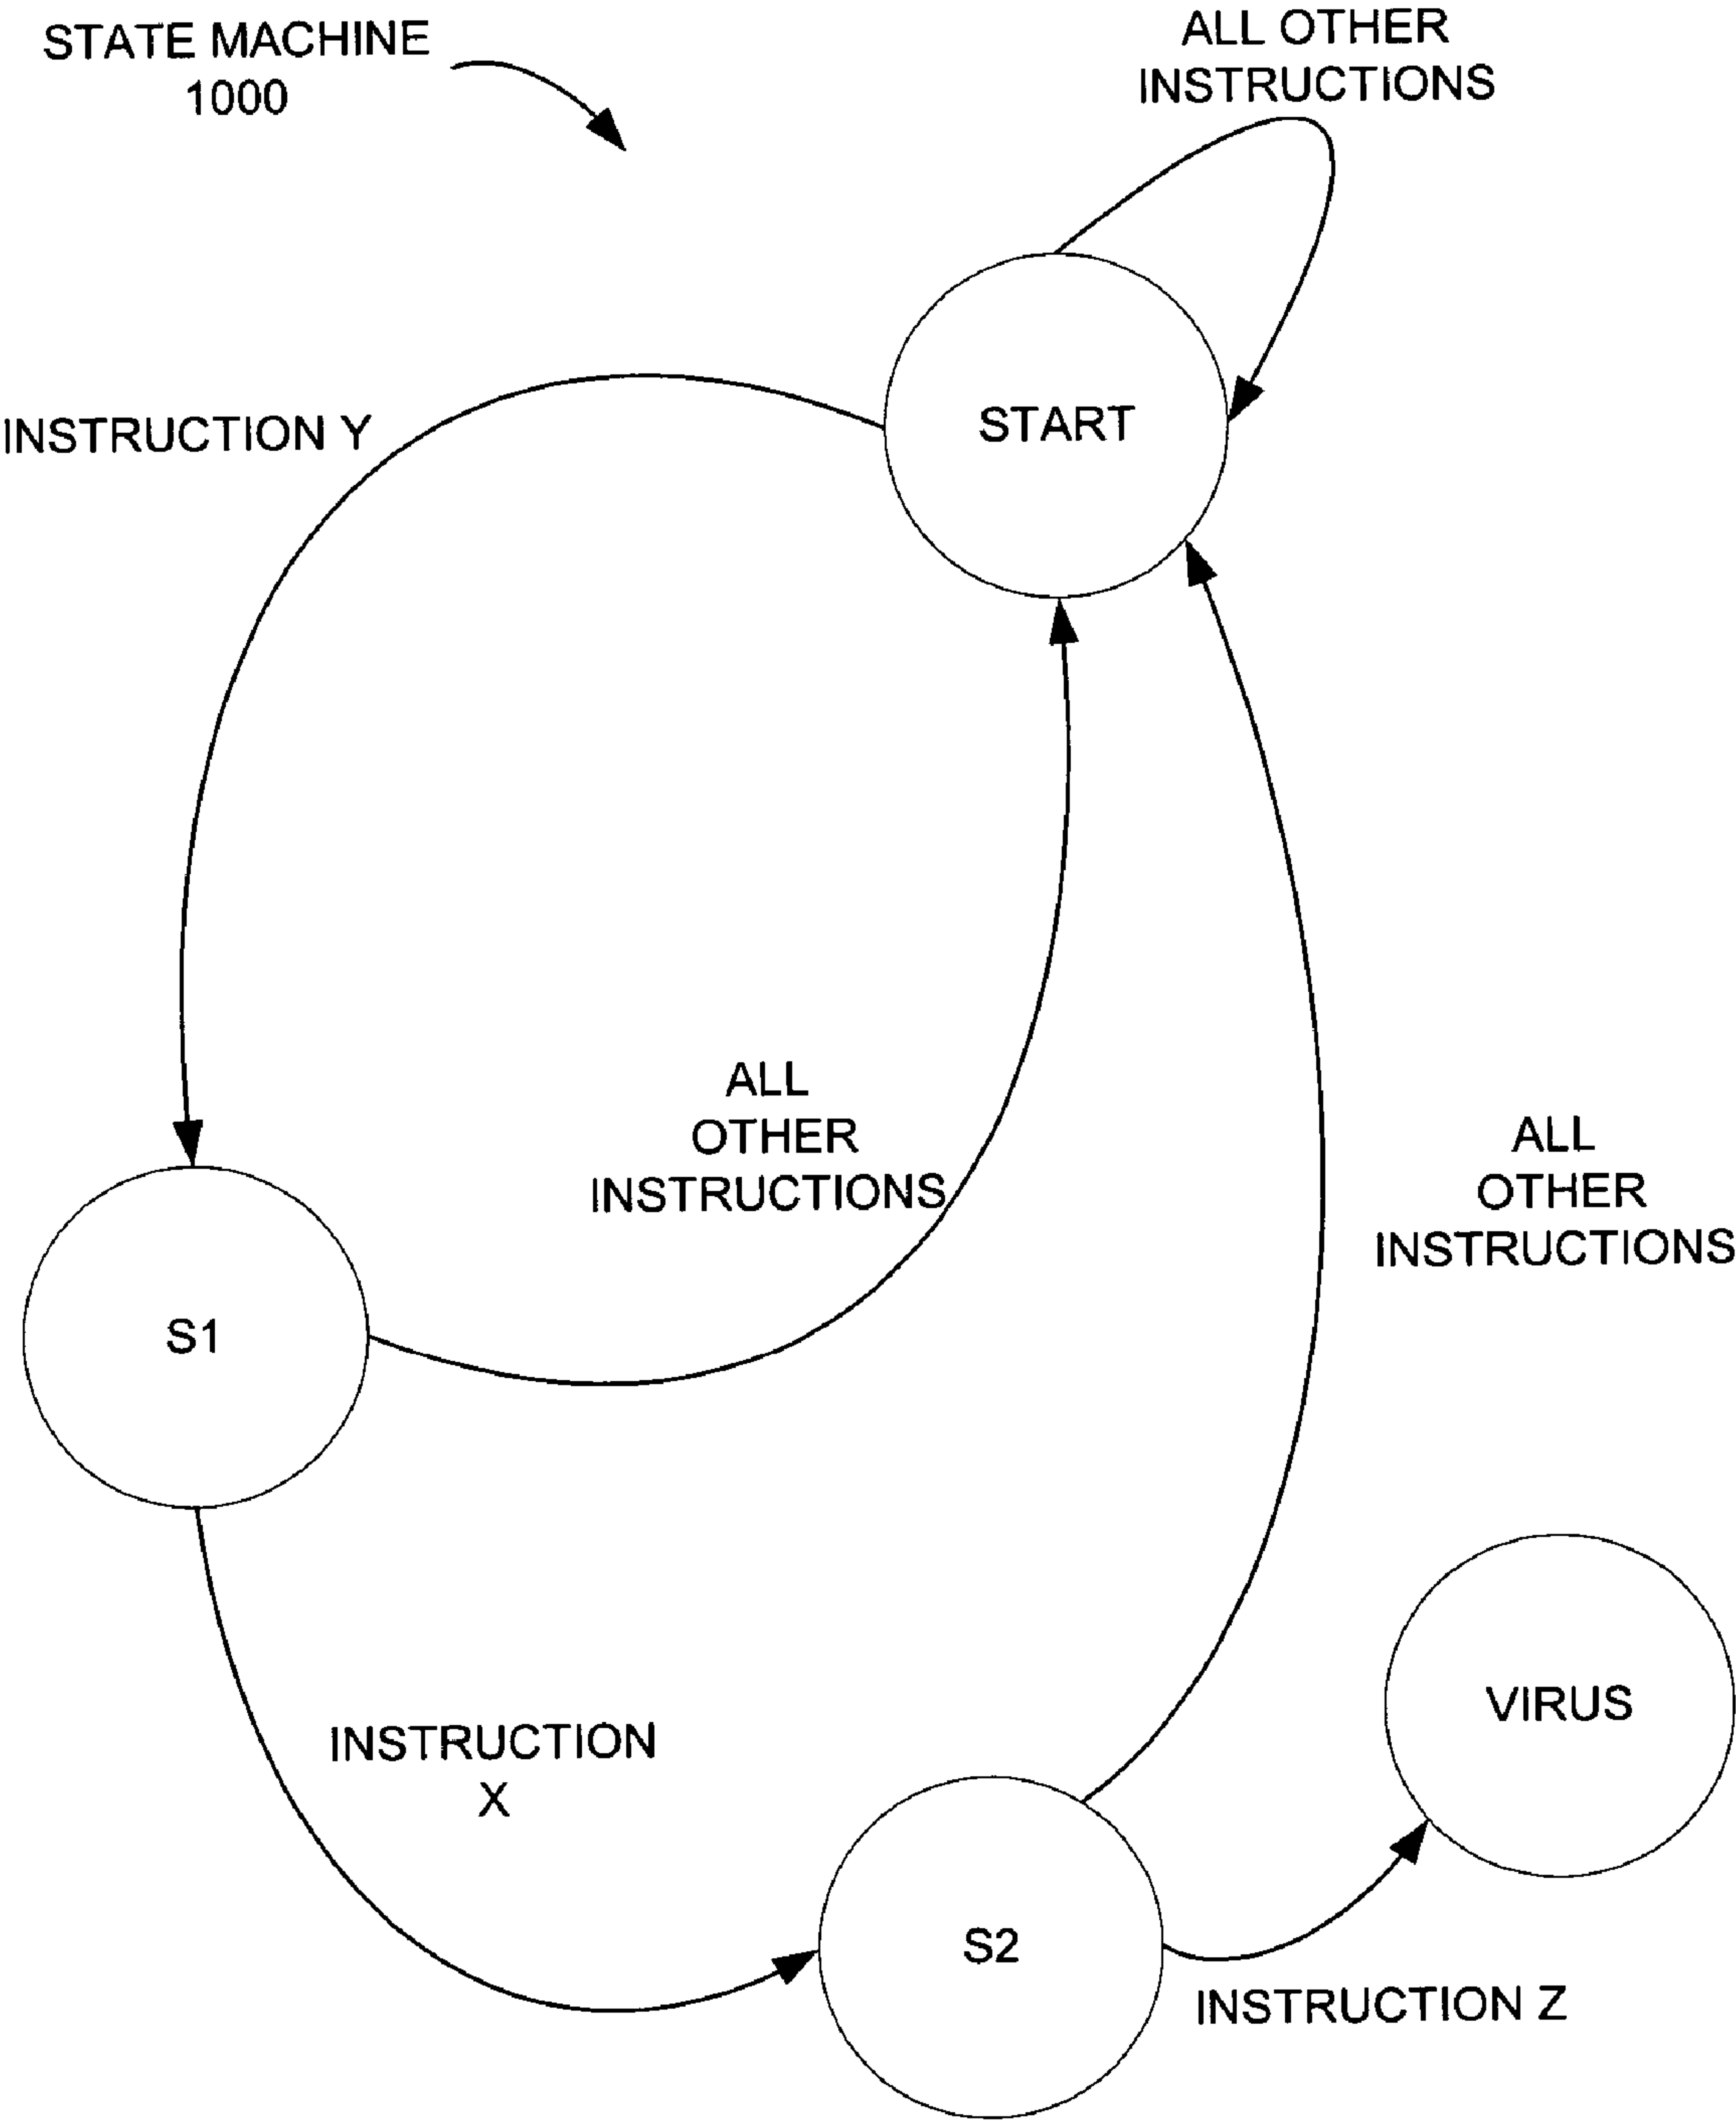 STATE MACHINE
1000
ALL OTHER
INSTRUCTIONS
START
INSTRUCTION Y
ALL
OTHER
INSTRUCTIONS
ALL
OTHER
INSTRUCTIONS
S1
VIRUS
INSTRUCTION
X
S2
INSTRUCTION Z